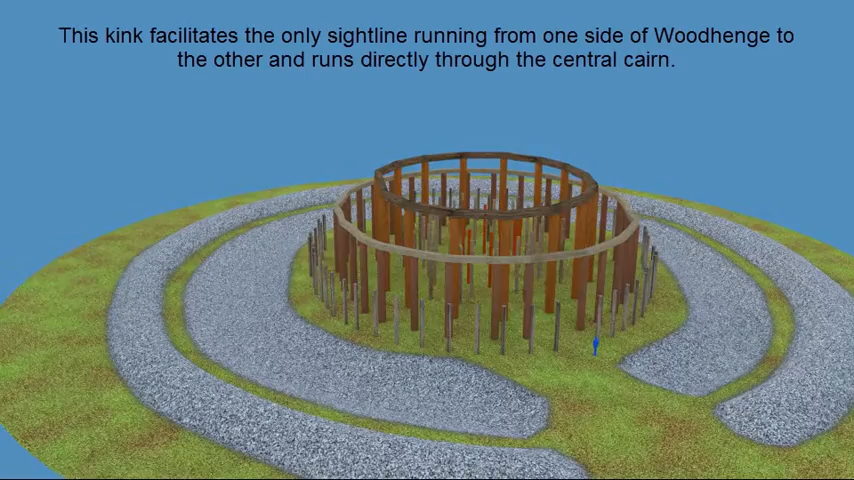 This kink facilitates the only sightline running from one side of Woodhenge to
the other and runs directly through the central cairn.